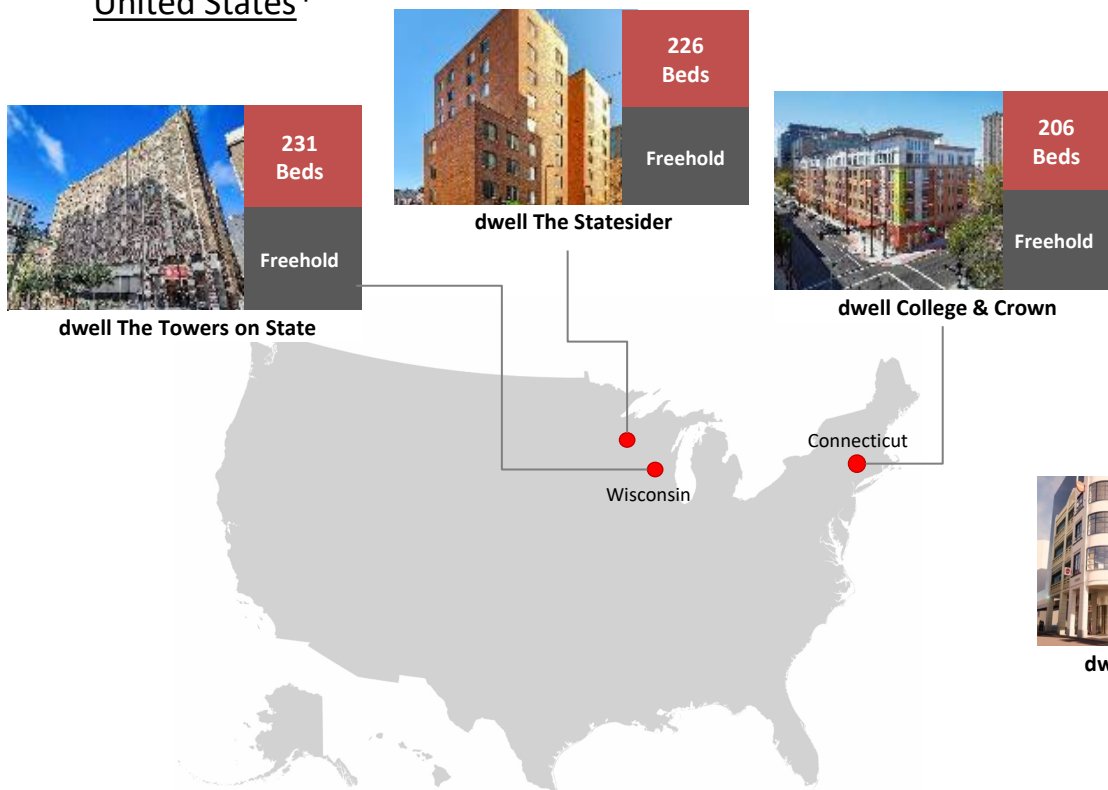 United States
226
Beds
Freehold
dwell The Statesider
231
Beds
Freehold
dwell The Towers on State
206
Beds
Freehold
dwell College & Crown
Connecticut
Wisconsin